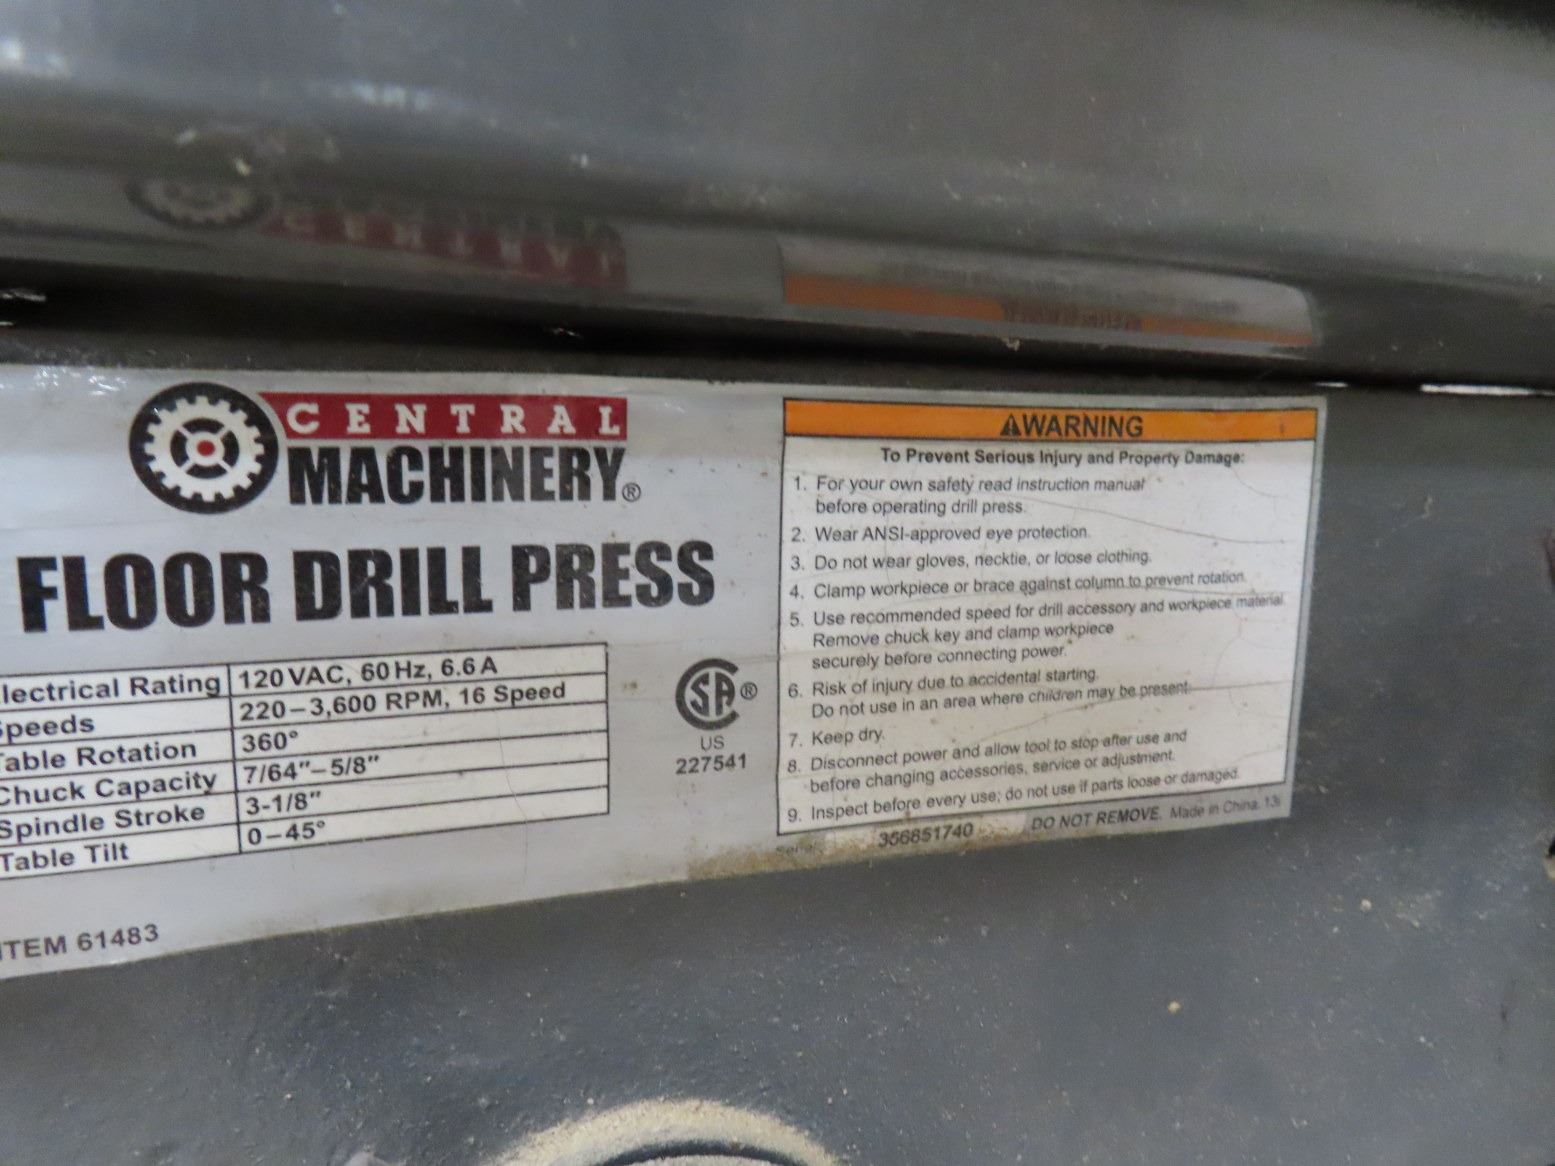 CENTRAL
MACHINERY®
FLOOR DRILL PRESS
lectrical Rating 120 VAC, 60 Hz, 6.6 A
peeds 220–3,600 RPM, 16 Speed
able Rotation 360°
Chuck Capacity 7/64"–5/8"
Spindle Stroke 3-1/8"
Table Tilt 0–45°
ITEM 61483
SA®
US
227541
⚠WARNING
To Prevent Serious Injury and Property Damage:
1. For your own safety read instruction manual
before operating drill press.
2. Wear ANSI-approved eye protection.
3. Do not wear gloves, necktie, or loose clothing.
4. Clamp workpiece or brace against column to prevent rotation.
5. Use recommended speed for drill accessory and workpiece material.
Remove chuck key and clamp workpiece
securely before connecting power.
6. Risk of injury due to accidental starting.
Do not use in an area where children may be present.
7. Keep dry.
8. Disconnect power and allow tool to stop after use and
before changing accessories, service or adjustment.
9. Inspect before every use; do not use if parts loose or damaged.
356851740 DO NOT REMOVE. Made in China.